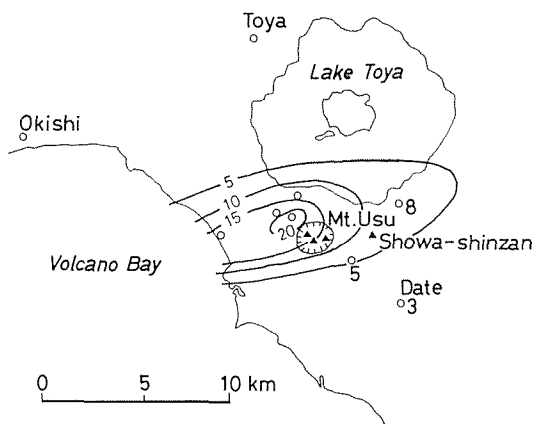 Toya
Lake Toya
Okishi
5
10
15
20
Mt. Usu
8
Showa-shinzan
Volcano Bay
5
Date
3
0 5 10 km